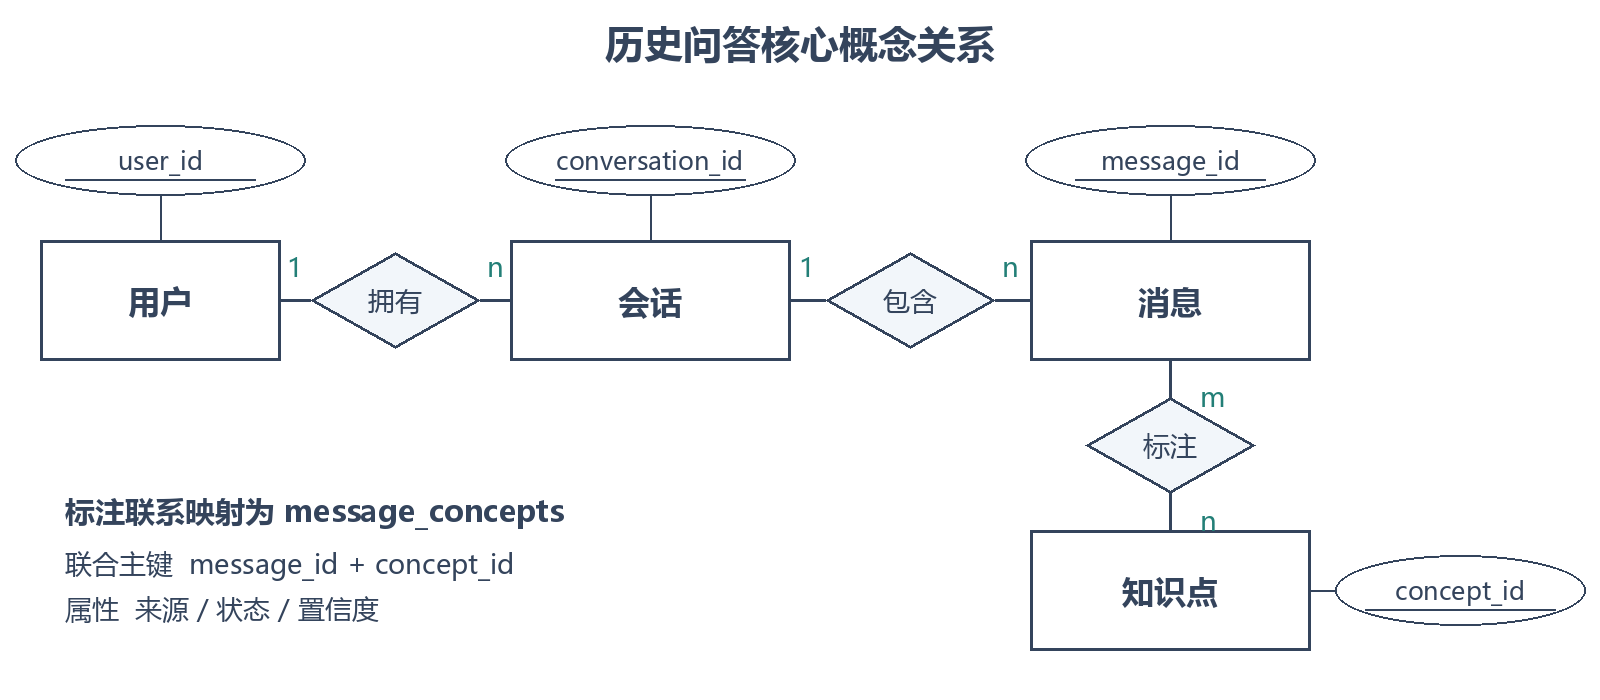 历史问答核心概念关系
user_id
conversation_id
message_id
用户
1
拥有
n
会话
1
包含
n
消息
m
标注
n
知识点
concept_id
标注联系映射为 message_concepts
联合主键 message_id + concept_id
属性 来源 / 状态 / 置信度